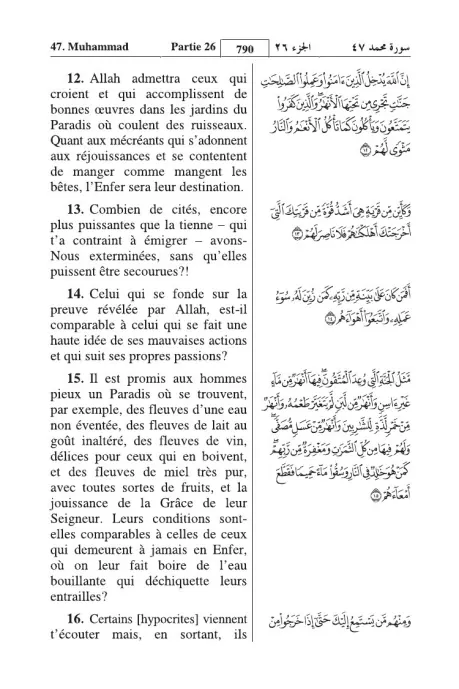 47. Muhammad Partie 26 790 الجزء ٢٦ سورة محمد ٤٧
12. Allah admettra ceux qui
croient et qui accomplissent de
bonnes œuvres dans les jardins du
Paradis où coulent des ruisseaux.
Quant aux mécréants qui s’adonnent
aux réjouissances et se contentent
de manger comme mangent les
bêtes, l’Enfer sera leur destination.
إِنَّ ٱللَّهَ يُدْخِلُ ٱلَّذِينَ ءَامَنُوا۟ وَعَمِلُوا۟ ٱلصَّـٰلِحَـٰتِ
جَنَّـٰتٍ تَجْرِى مِن تَحْتِهَا ٱلْأَنْهَـٰرُ ۖ وَٱلَّذِينَ كَفَرُوا۟
يَتَمَتَّعُونَ وَيَأْكُلُونَ كَمَا تَأْكُلُ ٱلْأَنْعَـٰمُ وَٱلنَّارُ
مَثْوًى لَّهُمْ ﴿١٢﴾
13. Combien de cités, encore
plus puissantes que la tienne – qui
t’a contraint à émigrer – avons-
Nous exterminées, sans qu’elles
puissent être secourues?!
وَكَأَيِّن مِّن قَرْيَةٍ هِىَ أَشَدُّ قُوَّةً مِّن قَرْيَتِكَ ٱلَّتِىٓ
أَخْرَجَتْكَ أَهْلَكْنَـٰهُمْ فَلَا نَاصِرَ لَهُمْ ﴿١٣﴾
14. Celui qui se fonde sur la
preuve révélée par Allah, est-il
comparable à celui qui se fait une
haute idée de ses mauvaises actions
et qui suit ses propres passions?
أَفَمَن كَانَ عَلَىٰ بَيِّنَةٍ مِّن رَّبِّهِۦ كَمَن زُيِّنَ لَهُۥ سُوٓءُ
عَمَلِهِۦ وَٱتَّبَعُوٓا۟ أَهْوَآءَهُم ﴿١٤﴾
15. Il est promis aux hommes
pieux un Paradis où se trouvent,
par exemple, des fleuves d’une eau
non éventée, des fleuves de lait au
goût inaltéré, des fleuves de vin,
délices pour ceux qui en boivent,
et des fleuves de miel très pur,
avec toutes sortes de fruits, et la
jouissance de la Grâce de leur
Seigneur. Leurs conditions sont-
elles comparables à celles de ceux
qui demeurent à jamais en Enfer,
où on leur fait boire de l’eau
bouillante qui déchiquette leurs
entrailles?
مَّثَلُ ٱلْجَنَّةِ ٱلَّتِى وُعِدَ ٱلْمُتَّقُونَ ۖ فِيهَآ أَنْهَـٰرٌ مِّن مَّآءٍ
غَيْرِ ءَاسِنٍ وَأَنْهَـٰرٌ مِّن لَّبَنٍ لَّمْ يَتَغَيَّرْ طَعْمُهُۥ وَأَنْهَـٰرٌ
مِّنْ خَمْرٍ لَّذَّةٍ لِّلشَّـٰرِبِينَ وَأَنْهَـٰرٌ مِّنْ عَسَلٍ مُّصَفًّى ۖ
وَلَهُمْ فِيهَا مِن كُلِّ ٱلثَّمَرَٰتِ وَمَغْفِرَةٌ مِّن رَّبِّهِمْ ۖ
كَمَنْ هُوَ خَـٰلِدٌ فِى ٱلنَّارِ وَسُقُوا۟ مَآءً حَمِيمًا فَقَطَّعَ
أَمْعَآءَهُمْ ﴿١٥﴾
16. Certains [hypocrites] viennent
t’écouter mais, en sortant, ils
وَمِنْهُم مَّن يَسْتَمِعُ إِلَيْكَ حَتَّىٰٓ إِذَا خَرَجُوا۟ مِنْ